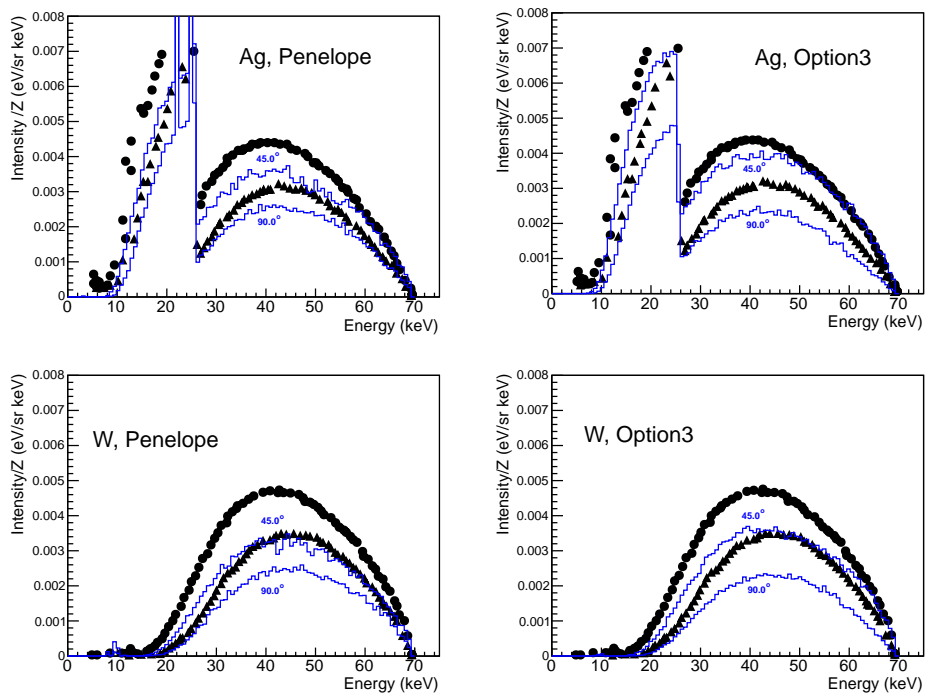 0.008
0.007
0.006
0.005
0.004
0.003
0.002
0.001
0
Intensity /Z (eV/sr keV)
Ag, Penelope
45.0°
90.0°
0 10 20 30 40 50 60 70
Energy (keV)
0.008
0.007
0.006
0.005
0.004
0.003
0.002
0.001
0
Intensity/Z (eV/sr keV)
Ag, Option3
45.0°
90.0°
0 10 20 30 40 50 60 70
Energy (keV)
0.008
0.007
0.006
0.005
0.004
0.003
0.002
0.001
0
Intensity/Z (eV/sr keV)
W, Penelope
45.0°
90.0°
0 10 20 30 40 50 60 70
Energy (keV)
0.008
0.007
0.006
0.005
0.004
0.003
0.002
0.001
0
Intensity/Z (eV/sr keV)
W, Option3
45.0°
90.0°
0 10 20 30 40 50 60 70
Energy (keV)